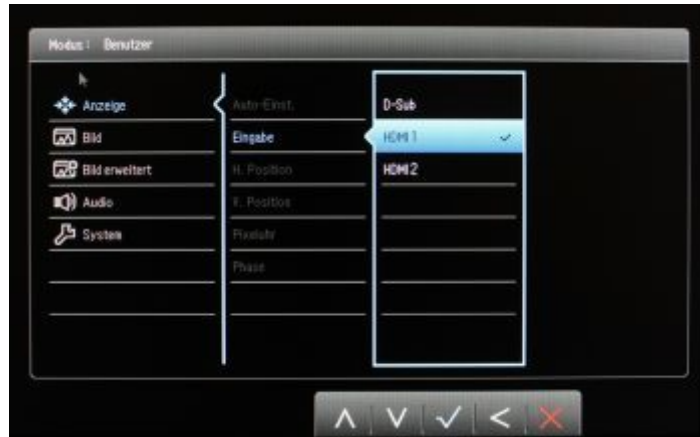 Modus: Benutzer
Anzeige
Bild
Bild erweitert
Audio
System
Auto-Einst.
Eingabe
H. Position
V. Position
Pixeluhr
Phase
D-Sub
HDMI 1
HDMI 2